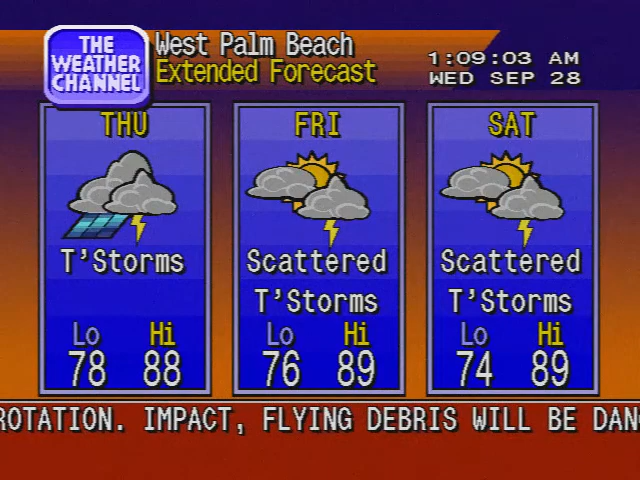 THE
WEATHER
CHANNEL
West Palm Beach
Extended Forecast
1:09:03 AM
WED SEP 28
THU
T'Storms
Lo Hi
78 88
FRI
Scattered
T'Storms
Lo Hi
76 89
SAT
Scattered
T'Storms
Lo Hi
74 89
ROTATION. IMPACT, FLYING DEBRIS WILL BE DAN